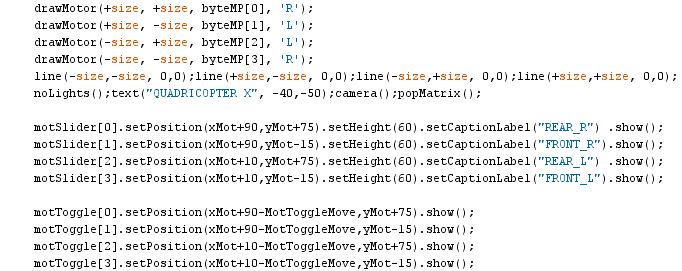 drawMotor(+size, +size, byteMP[0], 'R');
drawMotor(+size, -size, byteMP[1], 'L');
drawMotor(-size, +size, byteMP[2], 'L');
drawMotor(-size, -size, byteMP[3], 'R');
line(-size,-size, 0,0);line(+size,-size, 0,0);line(-size,+size, 0,0);line(+size,+size, 0,0);
noLights();text("QUADRICOPTER X", -40,-50);camera();popMatrix();
motSlider[0].setPosition(xMot+90,yMot+75).setHeight(60).setCaptionLabel("REAR_R") .show();
motSlider[1].setPosition(xMot+90,yMot-15).setHeight(60).setCaptionLabel("FRONT_R").show();
motSlider[2].setPosition(xMot+10,yMot+75).setHeight(60).setCaptionLabel("REAR_L") .show();
motSlider[3].setPosition(xMot+10,yMot-15).setHeight(60).setCaptionLabel("FRONT_L").show();
motToggle[0].setPosition(xMot+90-MotToggleMove,yMot+75).show();
motToggle[1].setPosition(xMot+90-MotToggleMove,yMot-15).show();
motToggle[2].setPosition(xMot+10-MotToggleMove,yMot+75).show();
motToggle[3].setPosition(xMot+10-MotToggleMove,yMot-15).show();